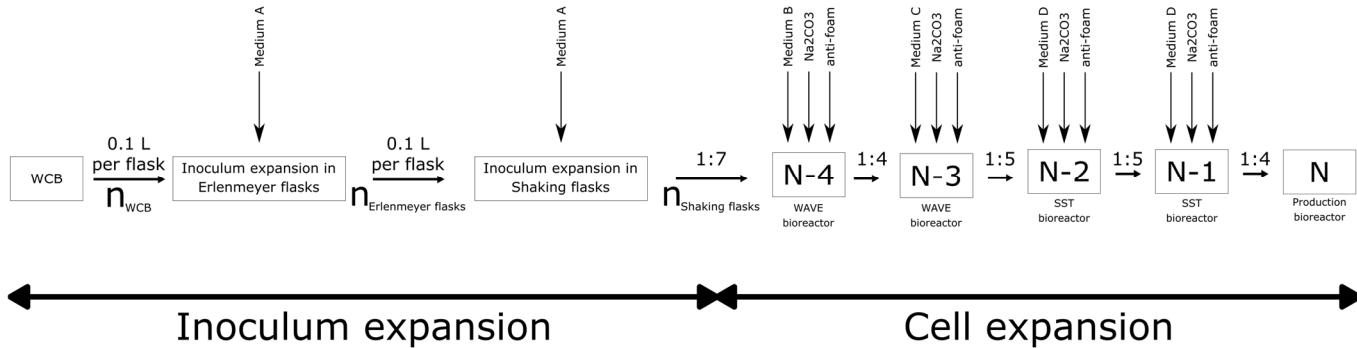 Medium A
Medium A
Medium B
Na2CO3
anti-foam
Medium C
Na2CO3
anti-foam
Medium D
Na2CO3
anti-foam
Medium D
Na2CO3
anti-foam
WCB
0.1 L
per flask
nWCB
Inoculum expansion in
Erlenmeyer flasks
0.1 L
per flask
nErlenmeyer flasks
Inoculum expansion in
Shaking flasks
1:7
nShaking flasks
N-4
WAVE
bioreactor
1:4
N-3
WAVE
bioreactor
1:5
N-2
SST
bioreactor
1:5
N-1
SST
bioreactor
1:4
N
Production
bioreactor
Inoculum expansion
Cell expansion